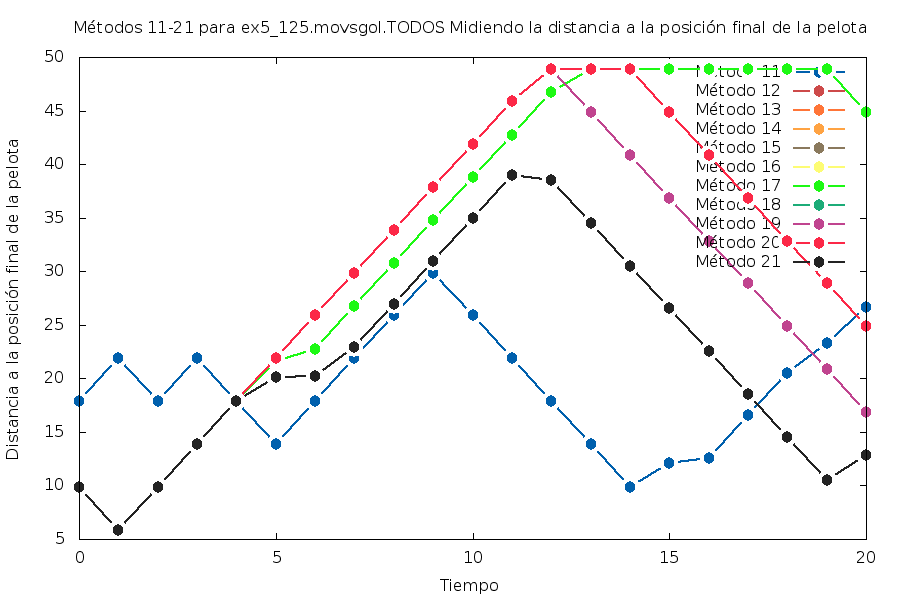 Métodos 11-21 para ex5_125.movsgol.TODOS Midiendo la distancia a la posición final de la pelota
Distancia a la posición final de la pelota
50
45
40
35
30
25
20
15
10
5
Método 11
Método 12
Método 13
Método 14
Método 15
Método 16
Método 17
Método 18
Método 19
Método 20
Método 21
0
5
10
15
20
Tiempo